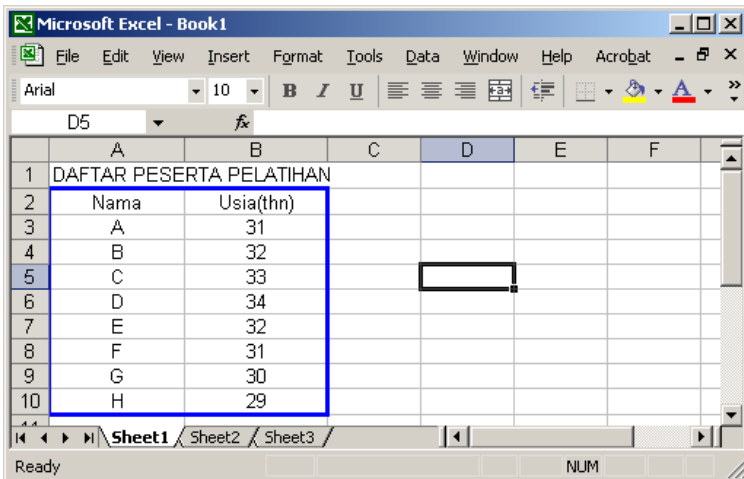 Microsoft Excel - Book1
File Edit View Insert Format Tools Data Window Help Acrobat
Arial 10 B I U A
D5 fx
A B C D E F
1 DAFTAR PESERTA PELATIHAN
2 Nama Usia(thn)
3 A 31
4 B 32
5 C 33
6 D 34
7 E 32
8 F 31
9 G 30
10 H 29
Sheet1 Sheet2 Sheet3
Ready NUM